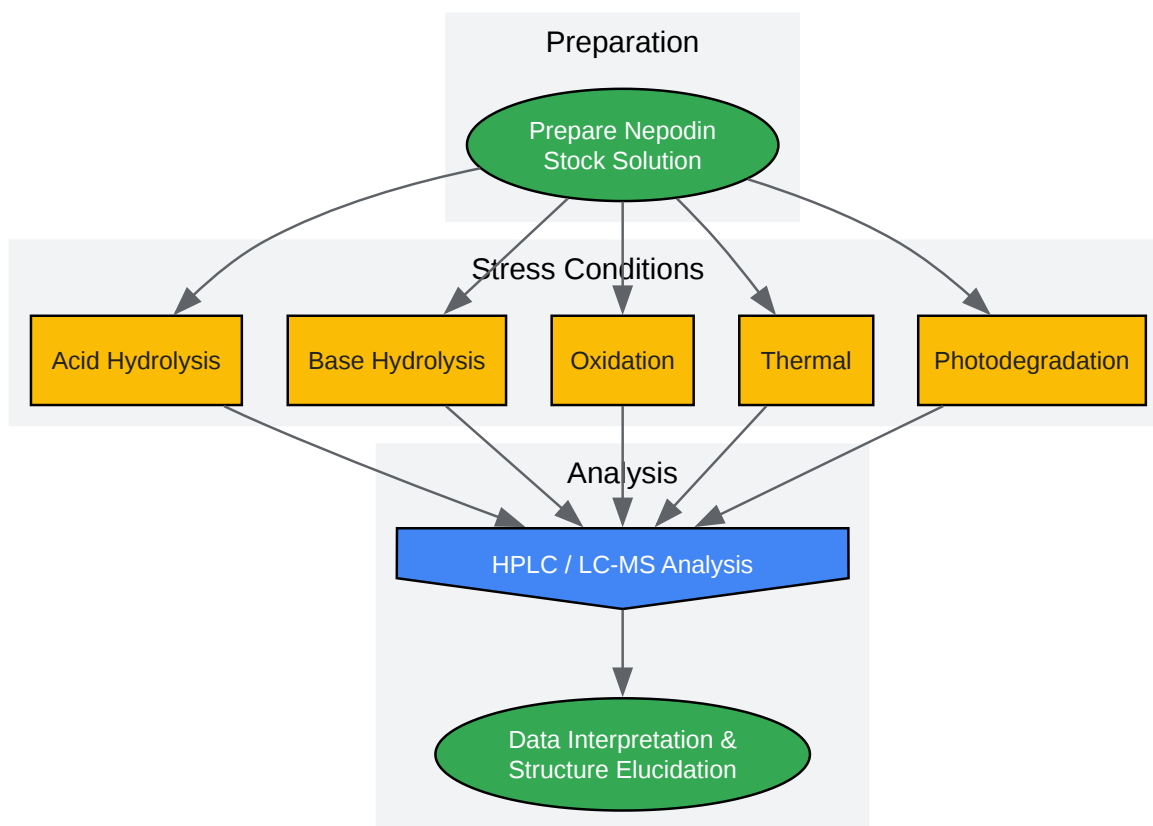 Preparation
Prepare Nepodin
Stock Solution
Stress Conditions
Acid Hydrolysis
Base Hydrolysis
Oxidation
Thermal
Photodegradation
Analysis
HPLC / LC-MS Analysis
Data Interpretation &
Structure Elucidation